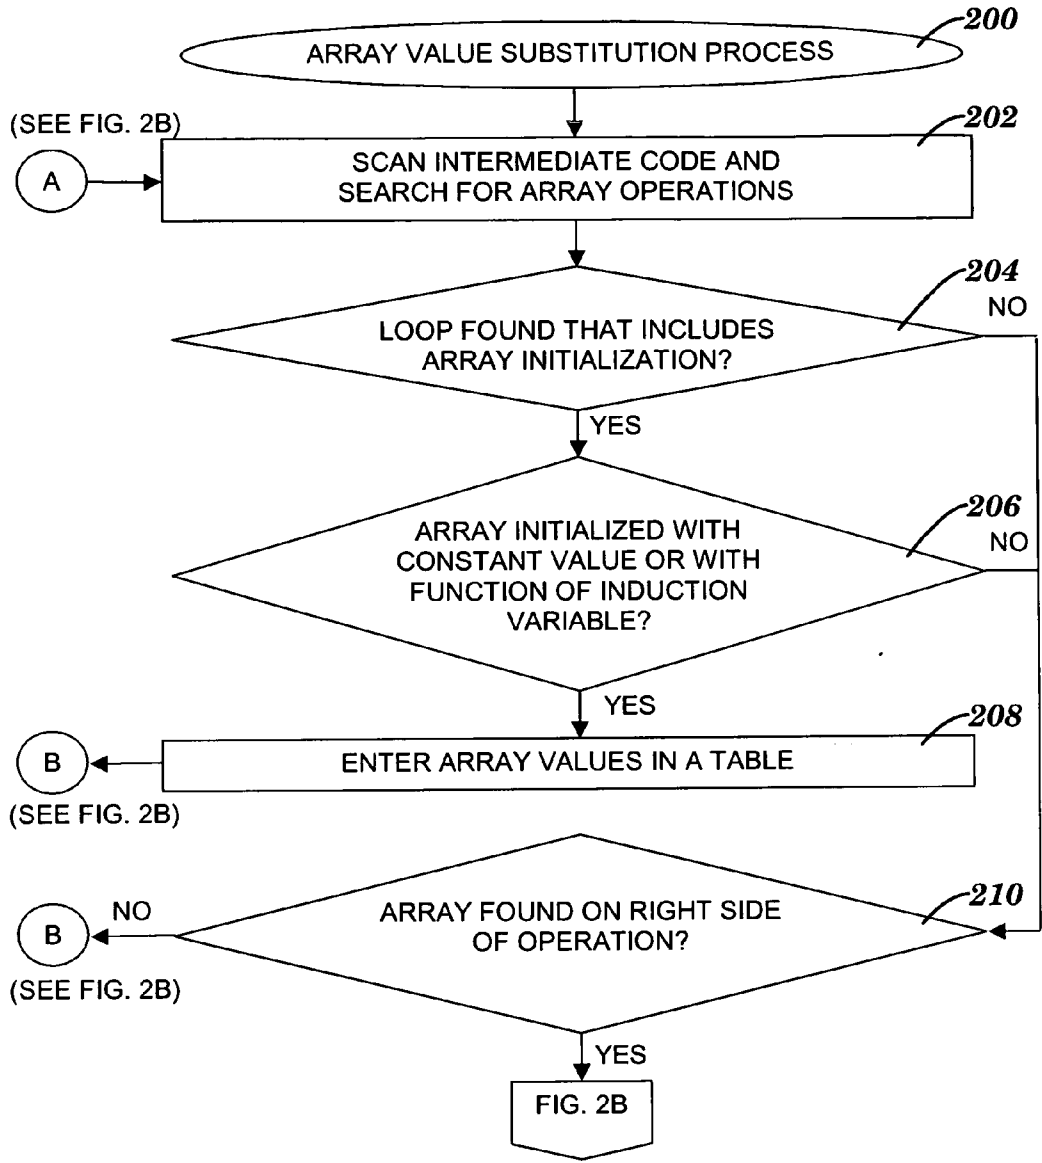 200
ARRAY VALUE SUBSTITUTION PROCESS
(SEE FIG. 2B)
202
A
SCAN INTERMEDIATE CODE AND
SEARCH FOR ARRAY OPERATIONS
204
NO
LOOP FOUND THAT INCLUDES
ARRAY INITIALIZATION?
YES
206
NO
ARRAY INITIALIZED WITH
CONSTANT VALUE OR WITH
FUNCTION OF INDUCTION
VARIABLE?
YES
208
B
ENTER ARRAY VALUES IN A TABLE
(SEE FIG. 2B)
210
NO
B
ARRAY FOUND ON RIGHT SIDE
OF OPERATION?
(SEE FIG. 2B)
YES
FIG. 2B